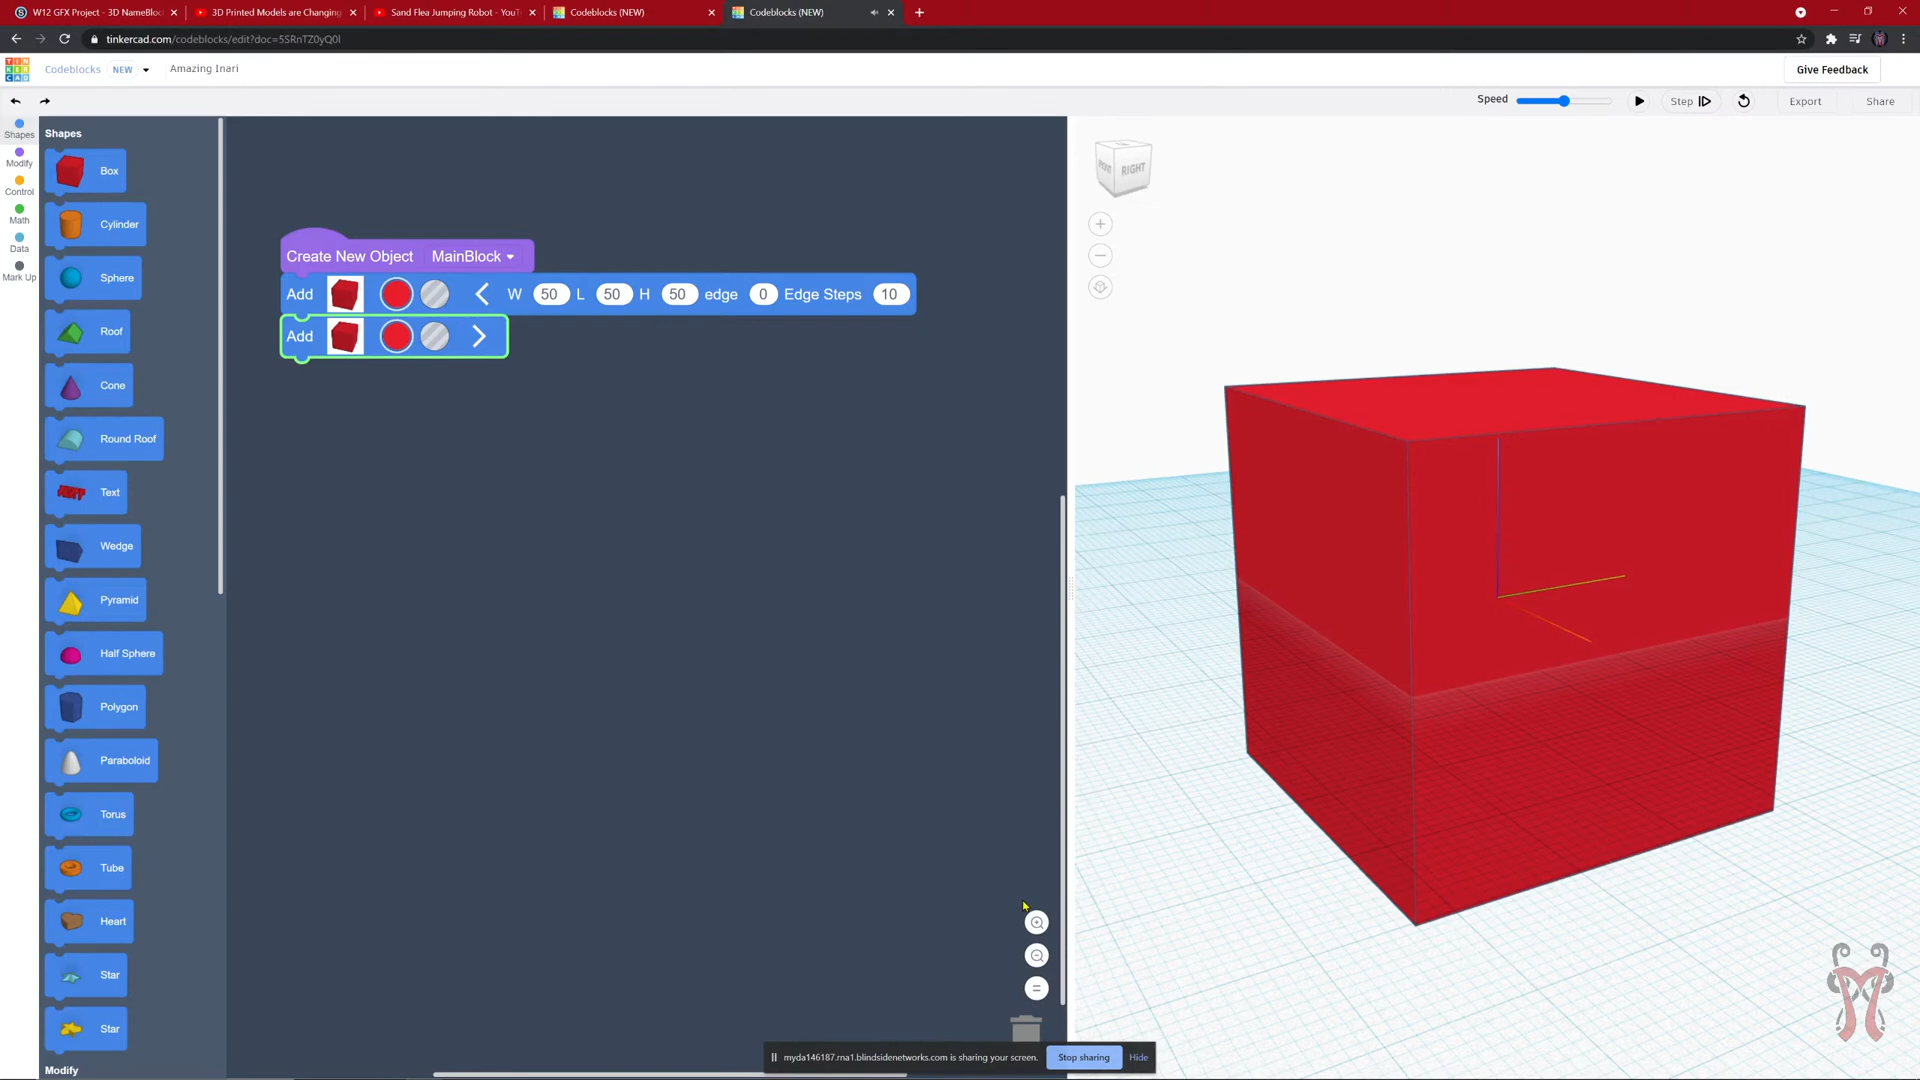 W12 GFX Project - 3D NameBloc
3D Printed Models are Changing
Sand Flea Jumping Robot - YouT
Codeblocks (NEW)
Codeblocks (NEW)
tinkercad.com/codeblocks/edit?doc=5SRnTZ0yQ0l
TIN
KER
CAD
Codeblocks
NEW
Amazing Inari
Give Feedback
Speed
Step
Export
Share
Shapes
Modify
Control
Math
Data
Mark Up
Shapes
Box
Cylinder
Sphere
Roof
Cone
Round Roof
Text
Wedge
Pyramid
Half Sphere
Polygon
Paraboloid
Torus
Tube
Heart
Star
Star
Modify
Create New Object MainBlock
Add W 50 L 50 H 50 edge 0 Edge Steps 10
Add
FRONT RIGHT
myda146187.rna1.blindsidenetworks.com is sharing your screen.
Stop sharing
Hide